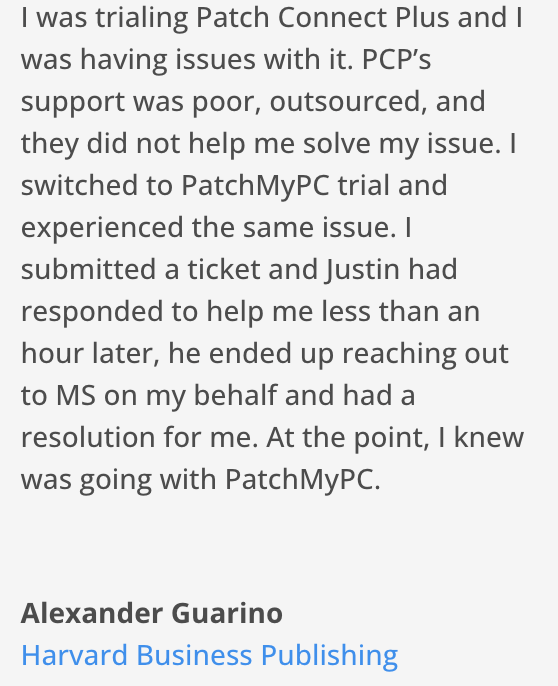 I was trialing Patch Connect Plus and I
was having issues with it. PCP’s
support was poor, outsourced, and
they did not help me solve my issue. I
switched to PatchMyPC trial and
experienced the same issue. I
submitted a ticket and Justin had
responded to help me less than an
hour later, he ended up reaching out
to MS on my behalf and had a
resolution for me. At the point, I knew
was going with PatchMyPC.
Alexander Guarino
Harvard Business Publishing